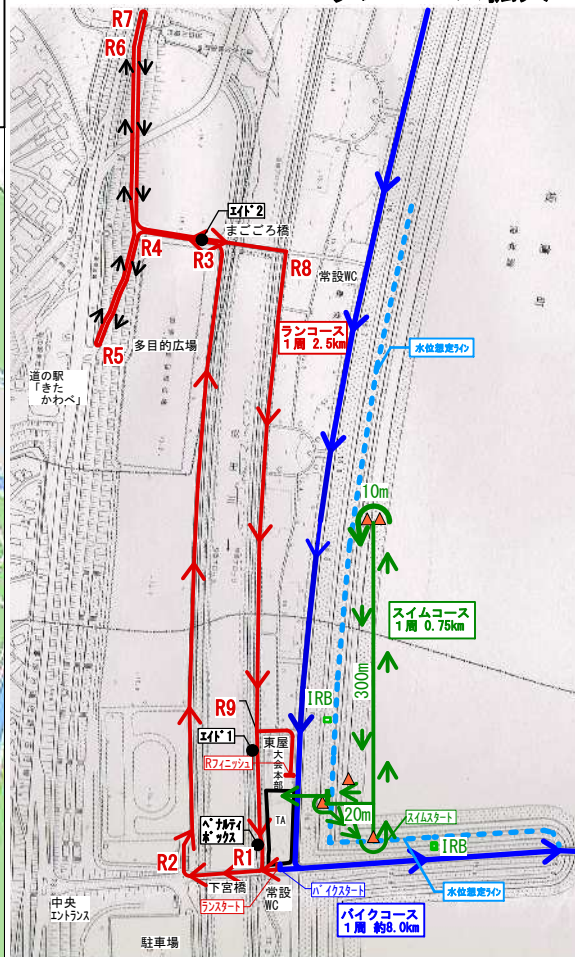 R7
R6
エイド2
まごころ橋
R4
R3
R8
常設WC
ランコース
1周 2.5km
R5
多目的広場
水位想定ライン
道の駅
「きた
かわべ」
10m
スイムコース
1周 0.75km
300m
IRB
R9
エイド1
東屋
大会本部
Rフィニッシュ
20m
スイムスタート
TA
ペナルティ
ボックス
IRB
R2
R1
下宮橋
常設
WC
バイクスタート
水位想定ライン
ランスタート
中央
エントランス
バイクコース
1周 約8.0km
駐車場